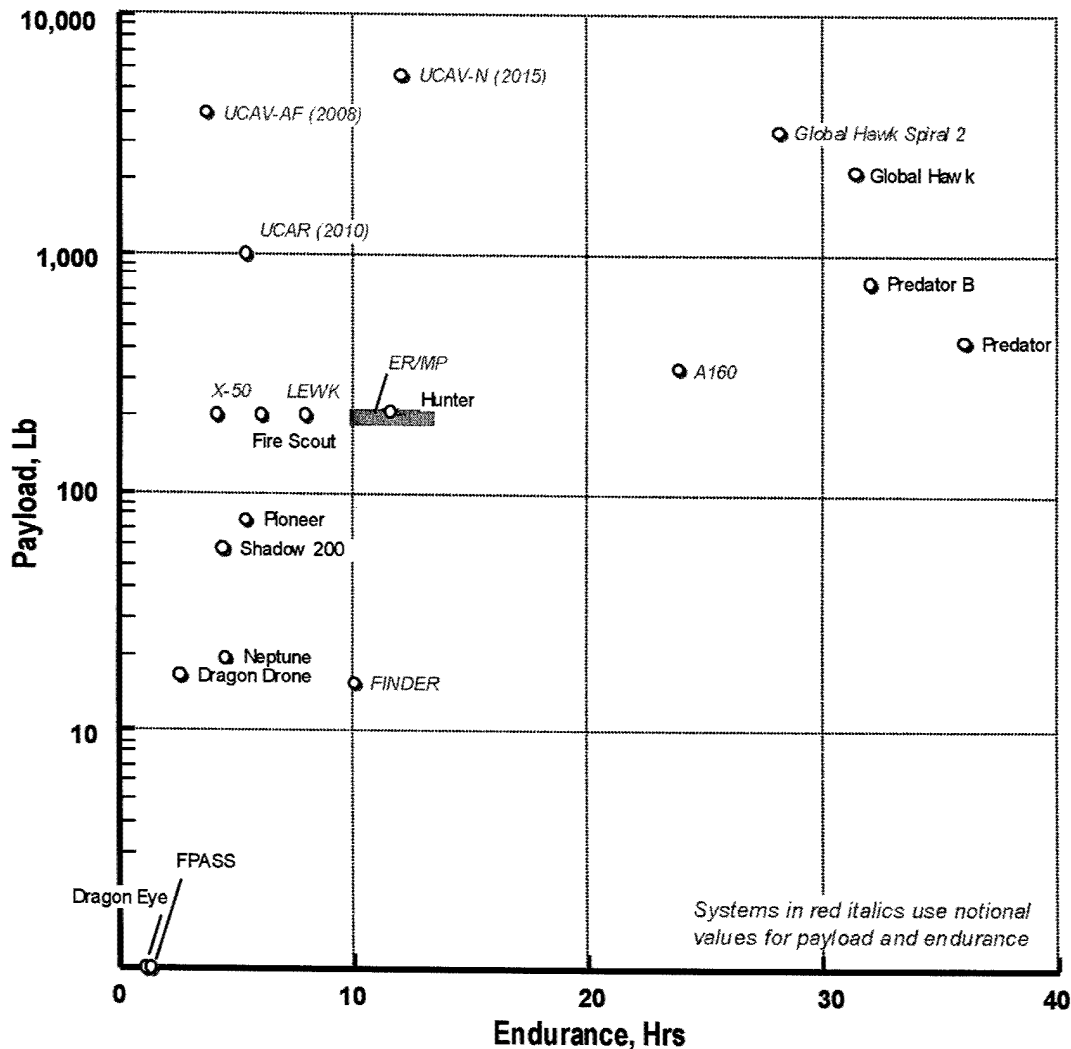 10,000
UCAV-N (2015)
UCAV-AF (2008)
Global Hawk Spiral 2
Global Hawk
UCAR (2010)
1,000
Predator B
Predator
ER/MP
A160
X-50
LEWK
Hunter
Fire Scout
Payload, Lb
100
Pioneer
Shadow 200
Neptune
Dragon Drone
FINDER
10
FPASS
Dragon Eye
Systems in red italics use notional
values for payload and endurance
0
10
20
30
40
Endurance, Hrs